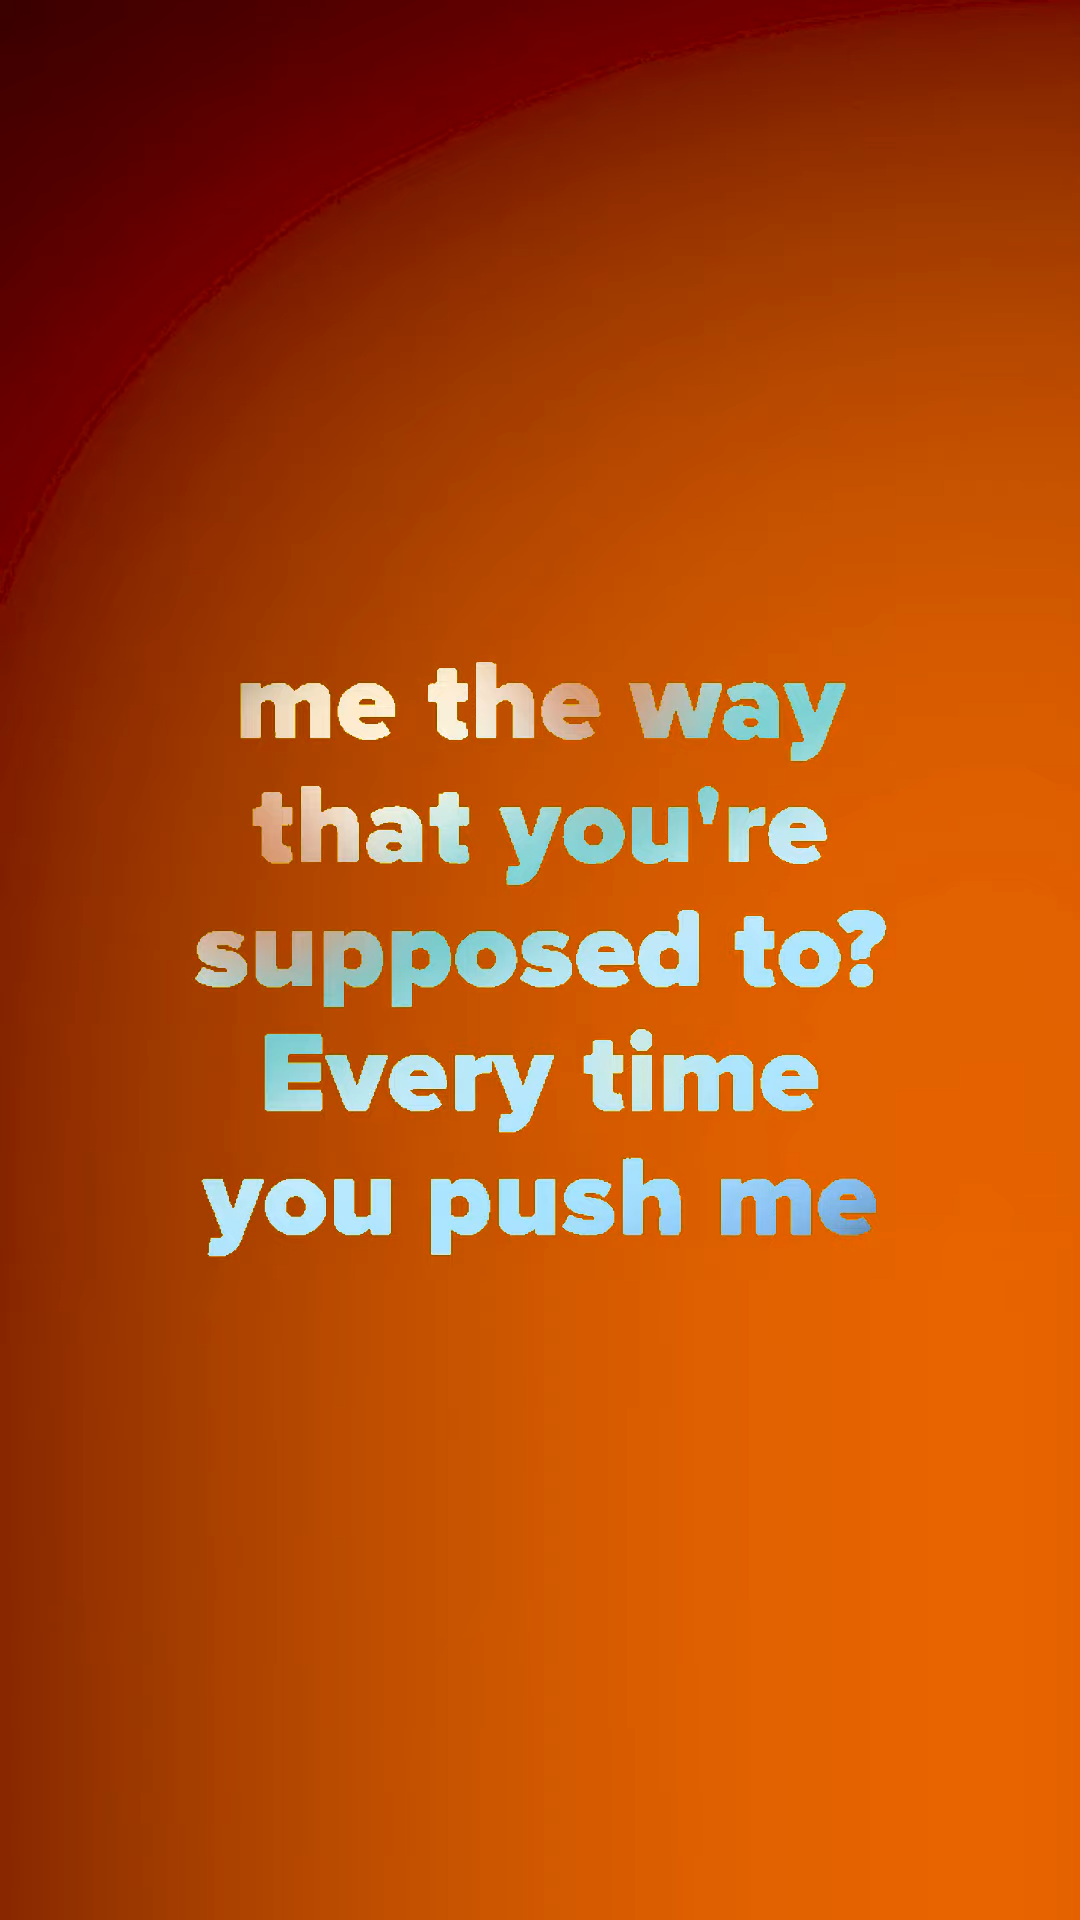 me the way
that you're
supposed to?
Every time
you push me